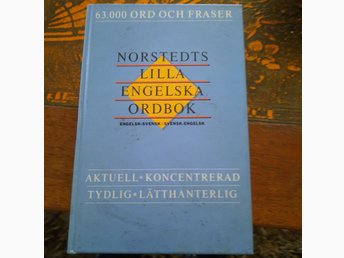 63.000 ORD OCH FRASER
NORSTEDTS
LILLA
ENGELSKA
ORDBOK
ENGELSK-SVENSK SVENSK-ENGELSK
AKTUELL • KONCENTRERAD
TYDLIG • LÄTTHANTERLIG